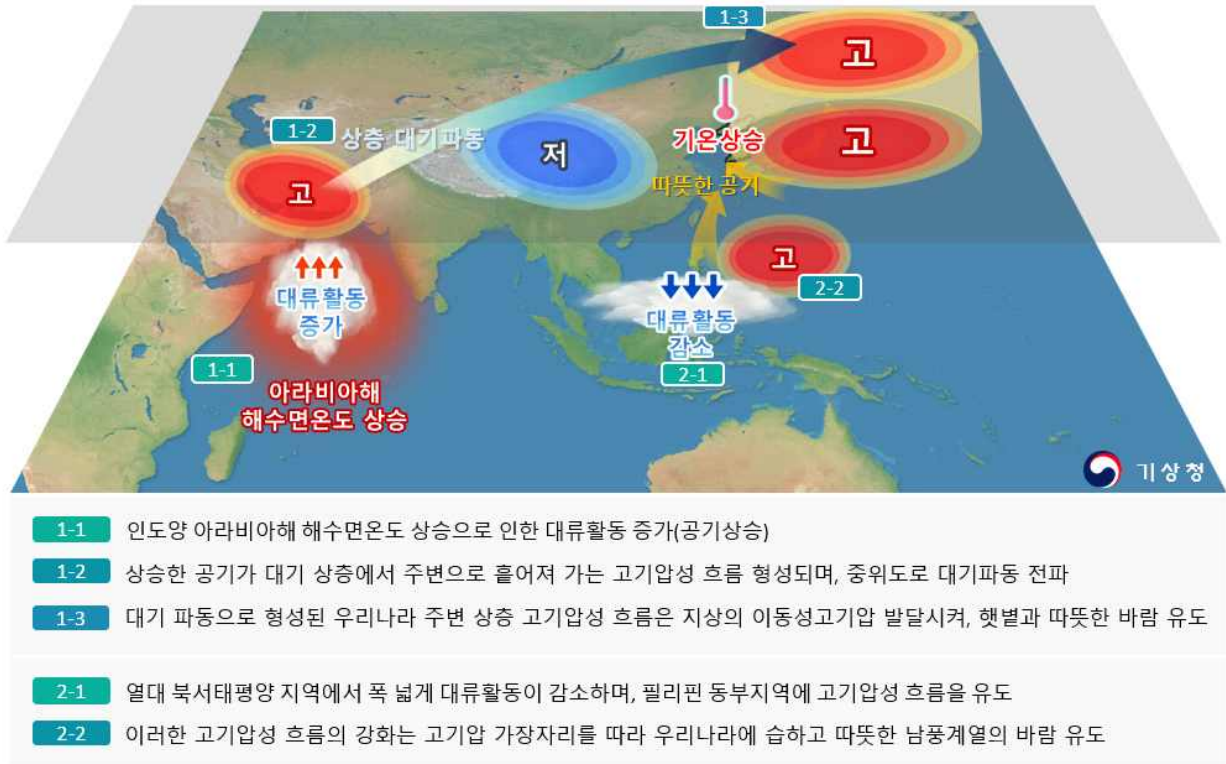 1-3
고
1-2
상층 대기파동
저
기온상승
고
고
따뜻한 공기
고
대류활동
증가
2-2
대류활동
감소
1-1
2-1
아라비아해
해수면온도 상승
기상청
1-1 인도양 아라비아해 해수면온도 상승으로 인한 대류활동 증가(공기상승)
1-2 상승한 공기가 대기 상층에서 주변으로 흩어져 가는 고기압성 흐름 형성되며, 중위도로 대기파동 전파
1-3 대기 파동으로 형성된 우리나라 주변 상층 고기압성 흐름은 지상의 이동성고기압 발달시켜, 햇볕과 따뜻한 바람 유도
2-1 열대 북서태평양 지역에서 폭 넓게 대류활동이 감소하며, 필리핀 동부지역에 고기압성 흐름을 유도
2-2 이러한 고기압성 흐름의 강화는 고기압 가장자리를 따라 우리나라에 습하고 따뜻한 남풍계열의 바람 유도